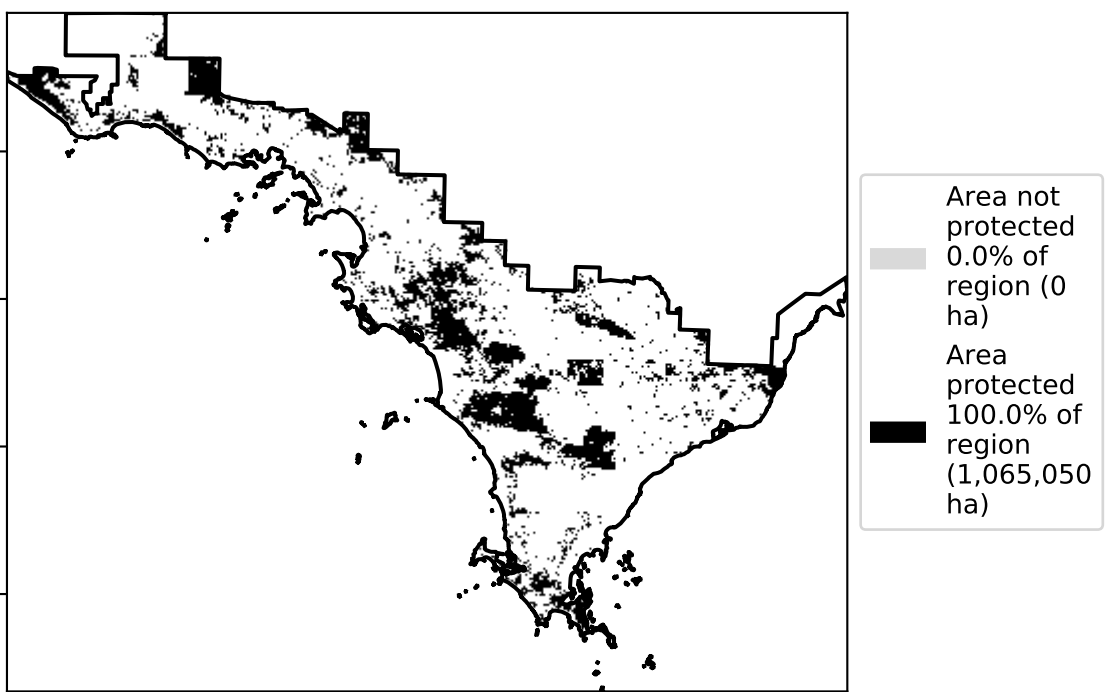 Area not
protected
0.0% of
region (0
ha)
Area
protected
100.0% of
region
(1,065,050
ha)